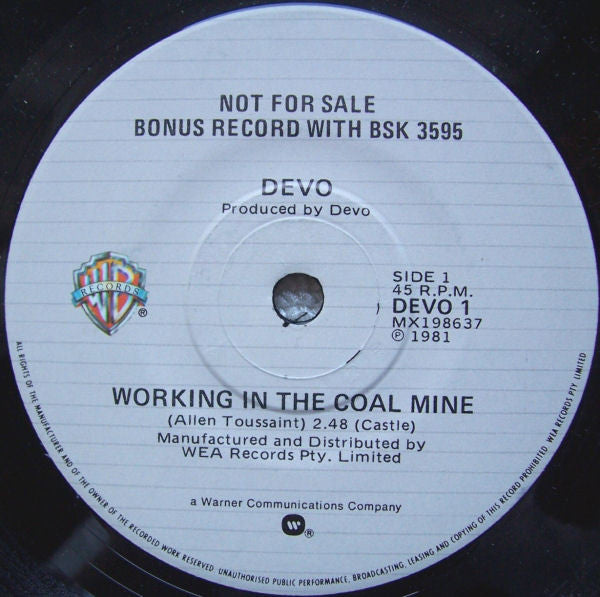 NOT FOR SALE
BONUS RECORD WITH BSK 3595
DEVO
Produced by Devo
WB
RECORDS
®
SIDE 1
45 R.P.M.
DEVO 1
MX198637
℗ 1981
WORKING IN THE COAL MINE
(Allen Toussaint) 2.48 (Castle)
Manufactured and Distributed by
WEA Records Pty. Limited
a Warner Communications Company
®
ALL RIGHTS OF THE MANUFACTURER AND OF THE OWNER OF THE RECORDED WORK RESERVED. UNAUTHORISED PUBLIC PERFORMANCE, BROADCASTING, LEASING AND COPYING OF THIS RECORD PROHIBITED. WEA RECORDS PTY. LIMITED